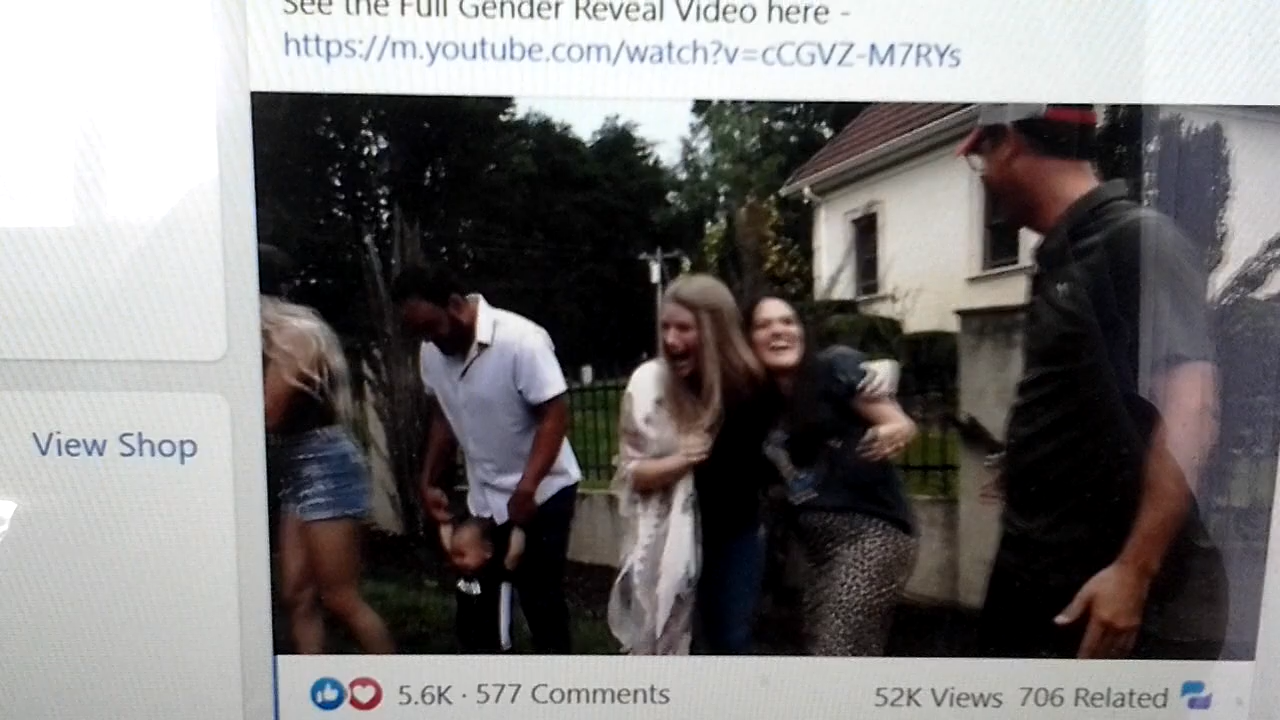 See the Full Gender Reveal Video here -
https://m.youtube.com/watch?v=cCGVZ-M7RYs
View Shop
5.6K · 577 Comments
52K Views 706 Related